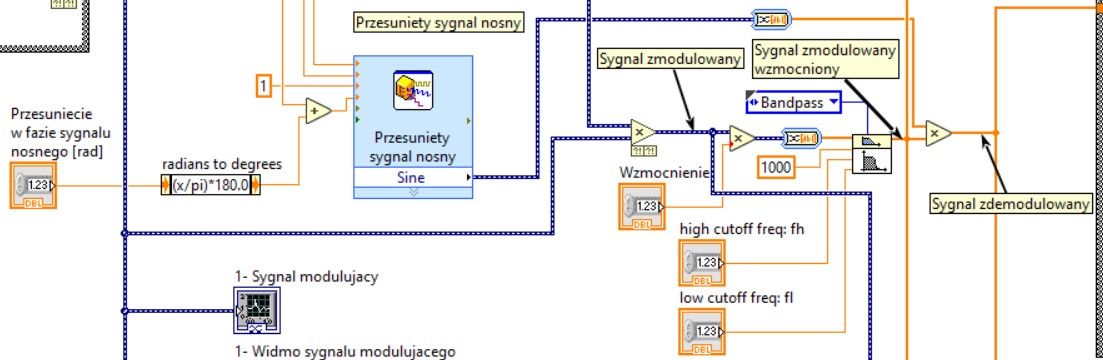 ?!?!
Przesuniety sygnal nosny
Sygnal zmodulowany
Sygnal zmodulowany
wzmocniony
1
Bandpass
Przesuniecie
w fazie sygnalu
nosnego [rad]
+
Przesuniety
sygnal nosny
Sine
x
?!?!
x
x
radians to degrees
(x/pi)*180.0
1.23
DBL
1000
Wzmocnienie
1.23
DBL
Sygnal zdemodulowany
high cutoff freq: fh
1.23
DBL
1- Sygnal modulujacy
low cutoff freq: fl
1.23
DBL
1- Widmo sygnalu modulujacego